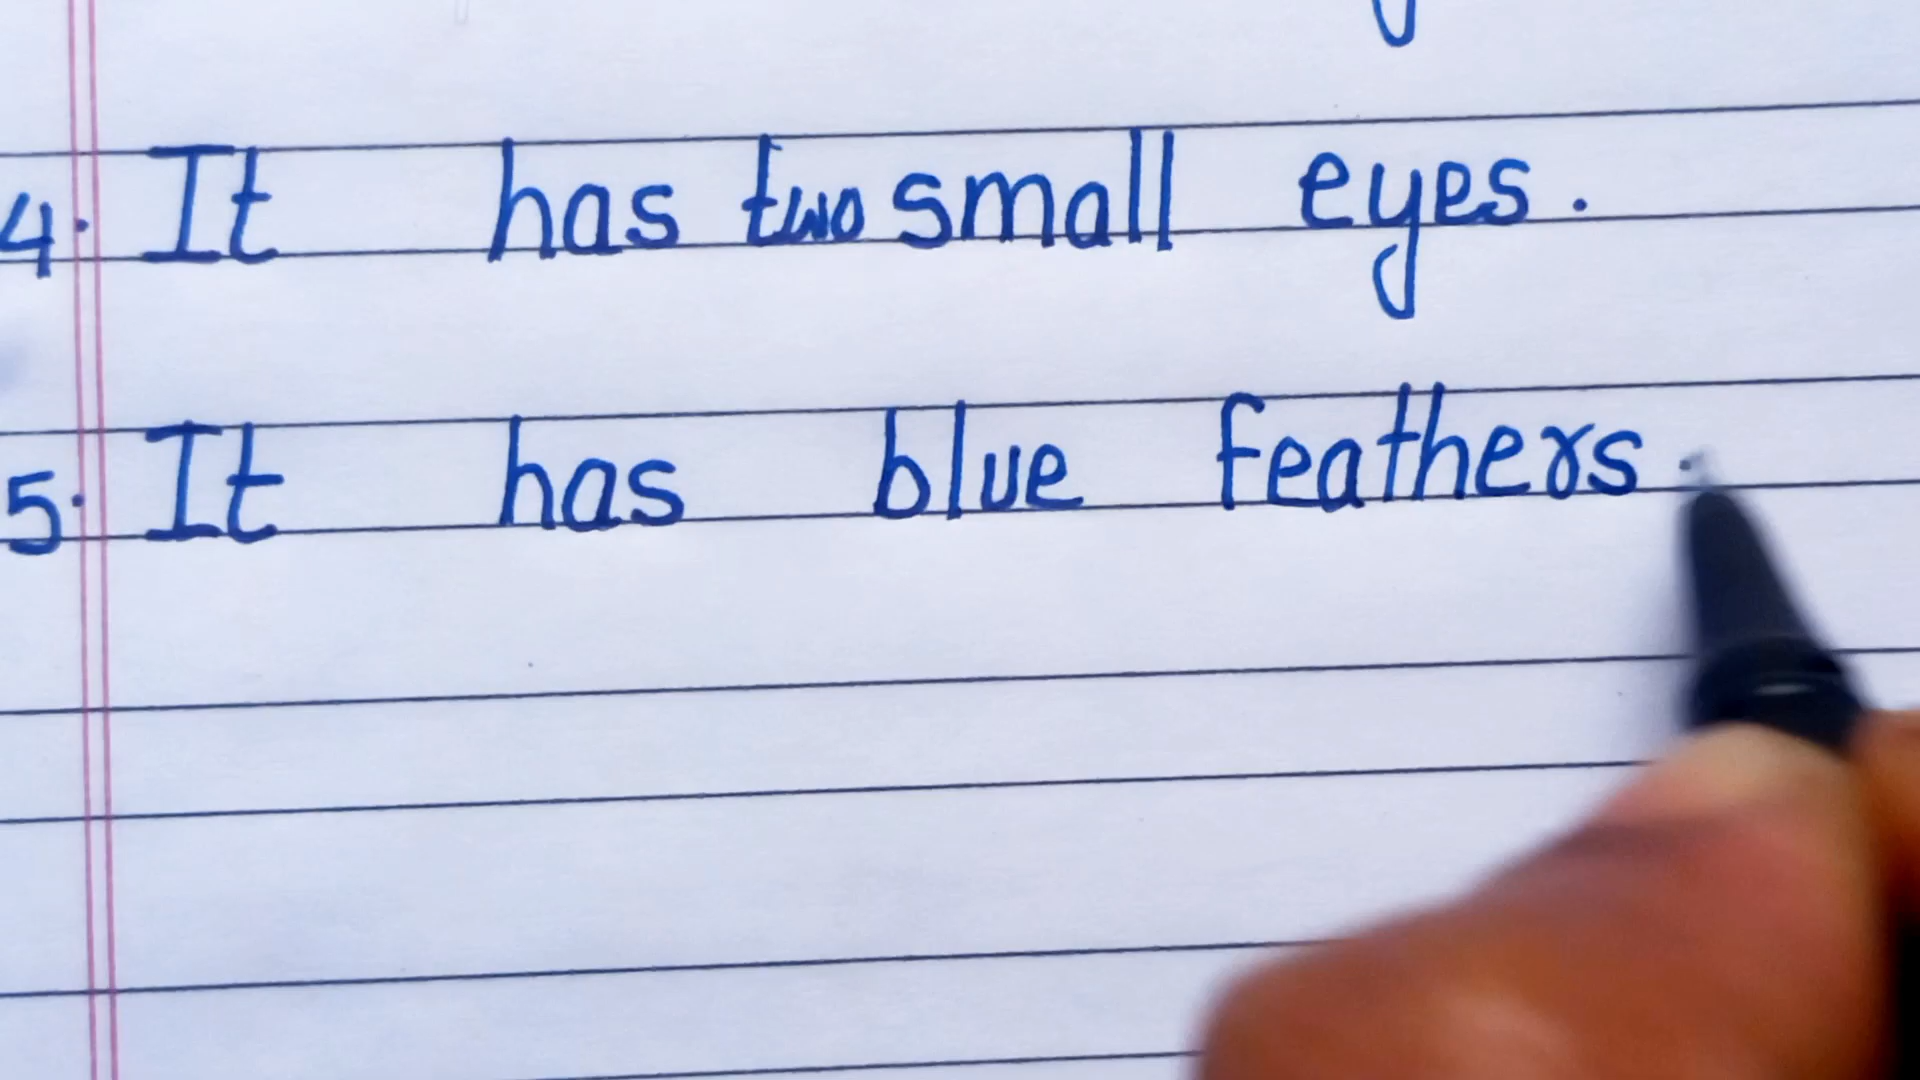 4. It has two small eyes.
5. It has blue feathers.